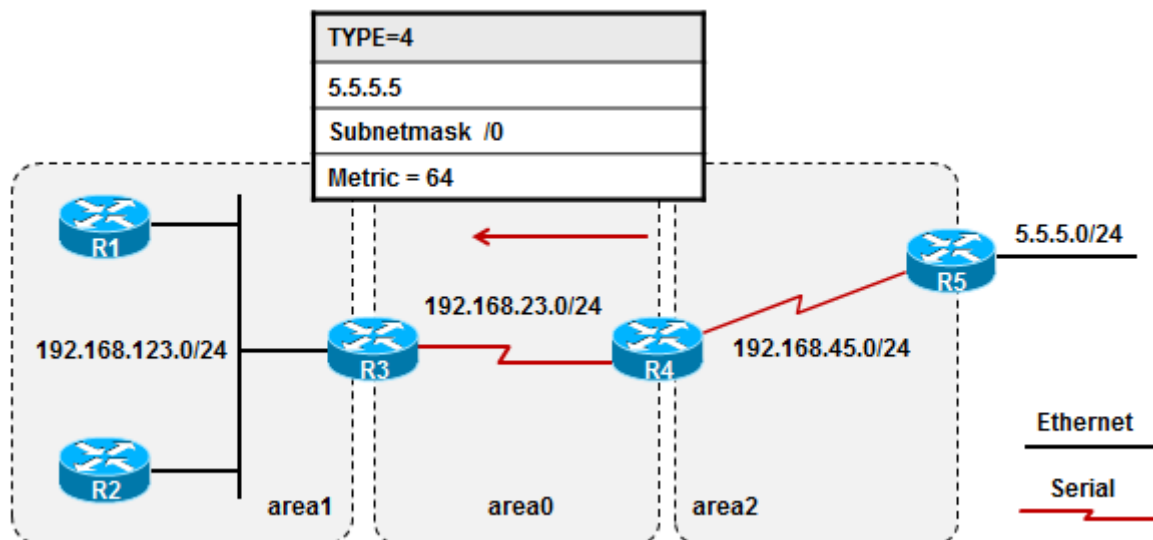 TYPE=4
5.5.5.5
Subnetmask /0
Metric = 64
R1
R5
5.5.5.0/24
192.168.23.0/24
192.168.123.0/24
R3
R4
192.168.45.0/24
R2
Ethernet
area1
area0
area2
Serial